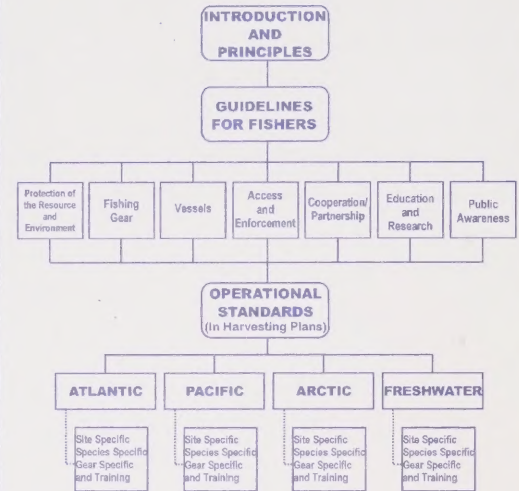 INTRODUCTION
AND
PRINCIPLES
GUIDELINES
FOR FISHERS
Protection of
the Resource
and
Environment
Fishing
Gear
Vessels
Access
and
Enforcement
Cooperation/
Partnership
Education
and
Research
Public
Awareness
OPERATIONAL
STANDARDS
(In Harvesting Plans)
ATLANTIC
PACIFIC
ARCTIC
FRESHWATER
Site Specific
Species Specific
Gear Specific
and Training
Site Specific
Species Specific
Gear Specific
and Training
Site Specific
Species Specific
Gear Specific
and Training
Site Specific
Species Specific
Gear Specific
and Training